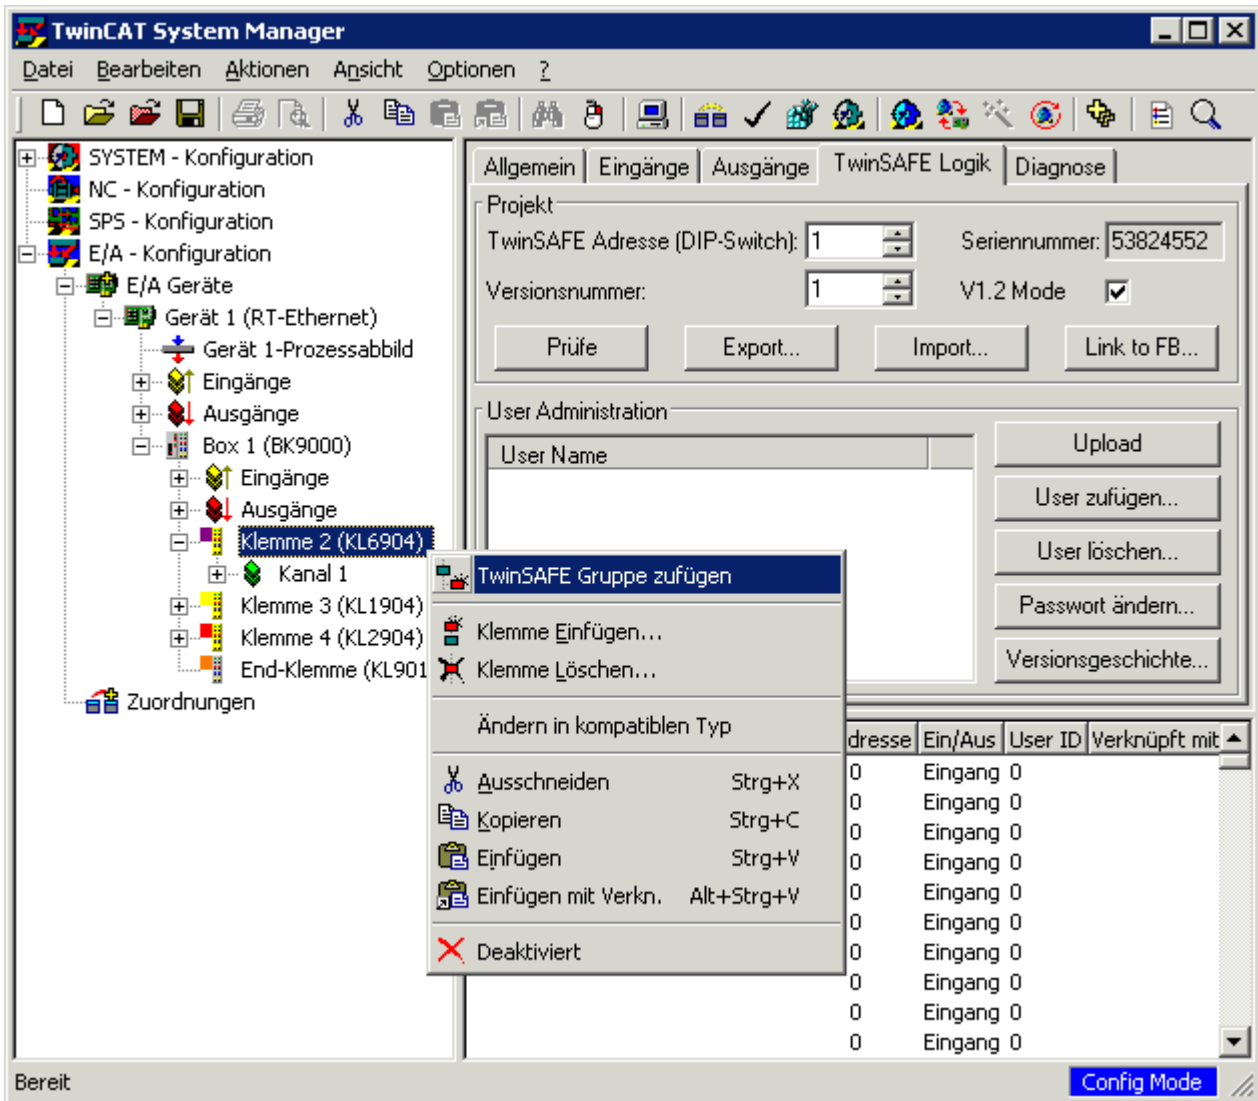 TwinCAT System Manager
Datei Bearbeiten Aktionen Ansicht Optionen ?
SYSTEM - Konfiguration
NC - Konfiguration
SPS - Konfiguration
E/A - Konfiguration
E/A Geräte
Gerät 1 (RT-Ethernet)
Gerät 1-Prozessabbild
Eingänge
Ausgänge
Box 1 (BK9000)
Eingänge
Ausgänge
Klemme 2 (KL6904)
Kanal 1
Klemme 3 (KL1904)
Klemme 4 (KL2904)
End-Klemme (KL901
Zuordnungen
Allgemein Eingänge Ausgänge TwinSAFE Logik Diagnose
Projekt
TwinSAFE Adresse (DIP-Switch): 1 Seriennummer: 53824552
Versionsnummer: 1 V1.2 Mode
Prüfe Export... Import... Link to FB...
User Administration
User Name
Upload
User zufügen...
User löschen...
Passwort ändern...
Versionsgeschichte...
TwinSAFE Gruppe zufügen
Klemme Einfügen...
Klemme Löschen...
Ändern in kompatiblen Typ
Ausschneiden Strg+X
Kopieren Strg+C
Einfügen Strg+V
Einfügen mit Verkn. Alt+Strg+V
Deaktiviert
dresse Ein/Aus User ID Verknüpft mit
0 Eingang 0
0 Eingang 0
0 Eingang 0
0 Eingang 0
0 Eingang 0
0 Eingang 0
0 Eingang 0
0 Eingang 0
0 Eingang 0
0 Eingang 0
Bereit Config Mode